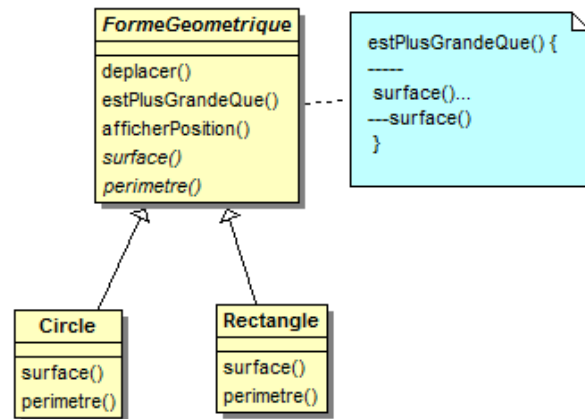 FormeGeometrique
deplacer()
estPlusGrandeQue()
afficherPosition()
surface()
perimetre()
estPlusGrandeQue() {
-----
surface()...
---surface()
}
Circle
surface()
perimetre()
Rectangle
surface()
perimetre()